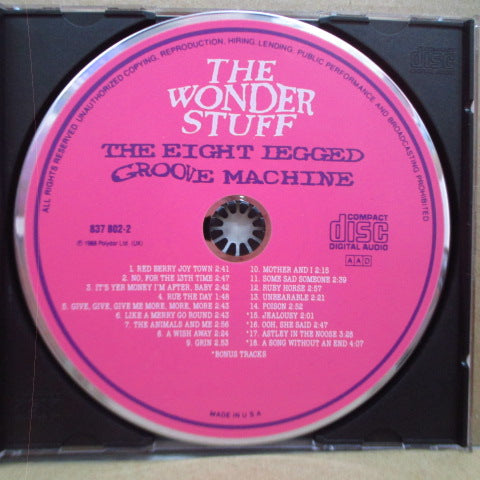 ALL RIGHTS RESERVED. UNAUTHORIZED COPYING, REPRODUCTION, HIRING, LENDING, PUBLIC PERFORMANCE AND BROADCASTING PROHIBITED
THE
WONDER
STUFF
THE EIGHT LEGGED
GROOVE MACHINE
837 802-2
℗ 1988 Polydor Ltd. (UK)
COMPACT
disc
DIGITAL AUDIO
AAD
1. RED BERRY JOY TOWN 2:41
2. NO, FOR THE 13TH TIME 2:47
3. IT'S YER MONEY I'M AFTER, BABY 2:42
4. RUE THE DAY 1:48
5. GIVE, GIVE, GIVE ME MORE, MORE, MORE 2:43
6. LIKE A MERRY GO ROUND 2:43
7. THE ANIMALS AND ME 2:56
8. A WISH AWAY 2:24
9. GRIN 2:53
10. MOTHER AND I 2:15
11. SOME SAD SOMEONE 2:39
12. RUBY HORSE 2:57
13. UNBEARABLE 2:21
14. POISON 2:52
*15. JEALOUSY 2:01
*16. OOH, SHE SAID 2:47
*17. ASTLEY IN THE NOOSE 3:28
*18. A SONG WITHOUT AN END 4:07
*BONUS TRACKS
MADE IN U S A